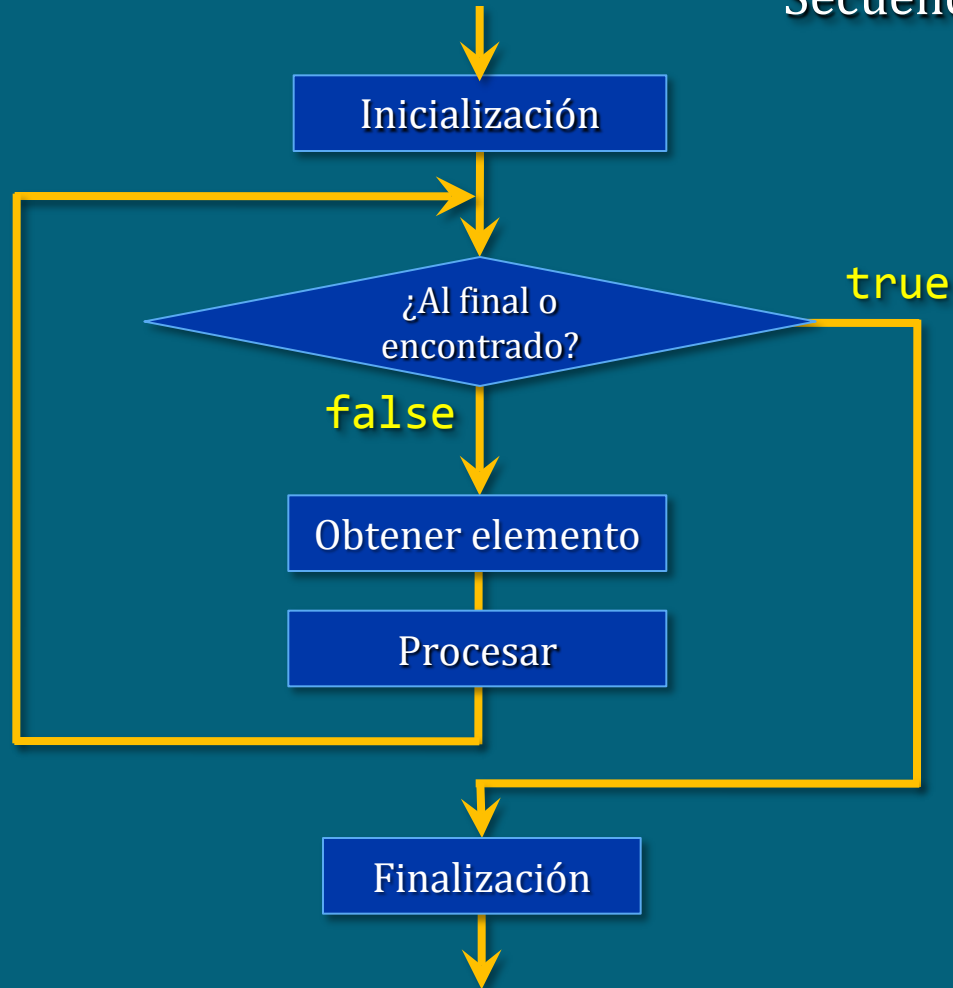 Inicialización
¿Al final o
encontrado?
true
false
Obtener elemento
Procesar
Finalización